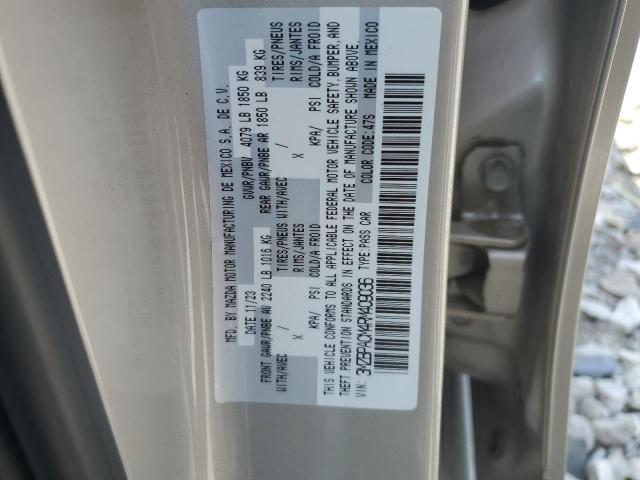 MFD. BY MAZDA MOTOR MANUFACTURING DE MEXICO S.A. DE C.V.
DATE 11/23 GVWR/PNBV 4079 LB 1850 KG
FRONT GAWR/PNBE AV 2240 LB 1016 KG REAR GAWR/PNBE AR 1850 LB 839 KG
TIRES/PNEUS TIRES/PNEUS
WITH/AVEC X RIMS/JANTES WITH/AVEC X RIMS/JANTES
KPA/ PSI COLD/A FROID KPA/ PSI COLD/A FROID
THIS VEHICLE CONFORMS TO ALL APPLICABLE FEDERAL MOTOR VEHICLE SAFETY, BUMPER, AND
THEFT PREVENTION STANDARDS IN EFFECT ON THE DATE OF MANUFACTURE SHOWN ABOVE.
VIN: 3MZBPACM4RM409036 TYPE:PASS CAR COLOR CODE:47S MADE IN MEXICO